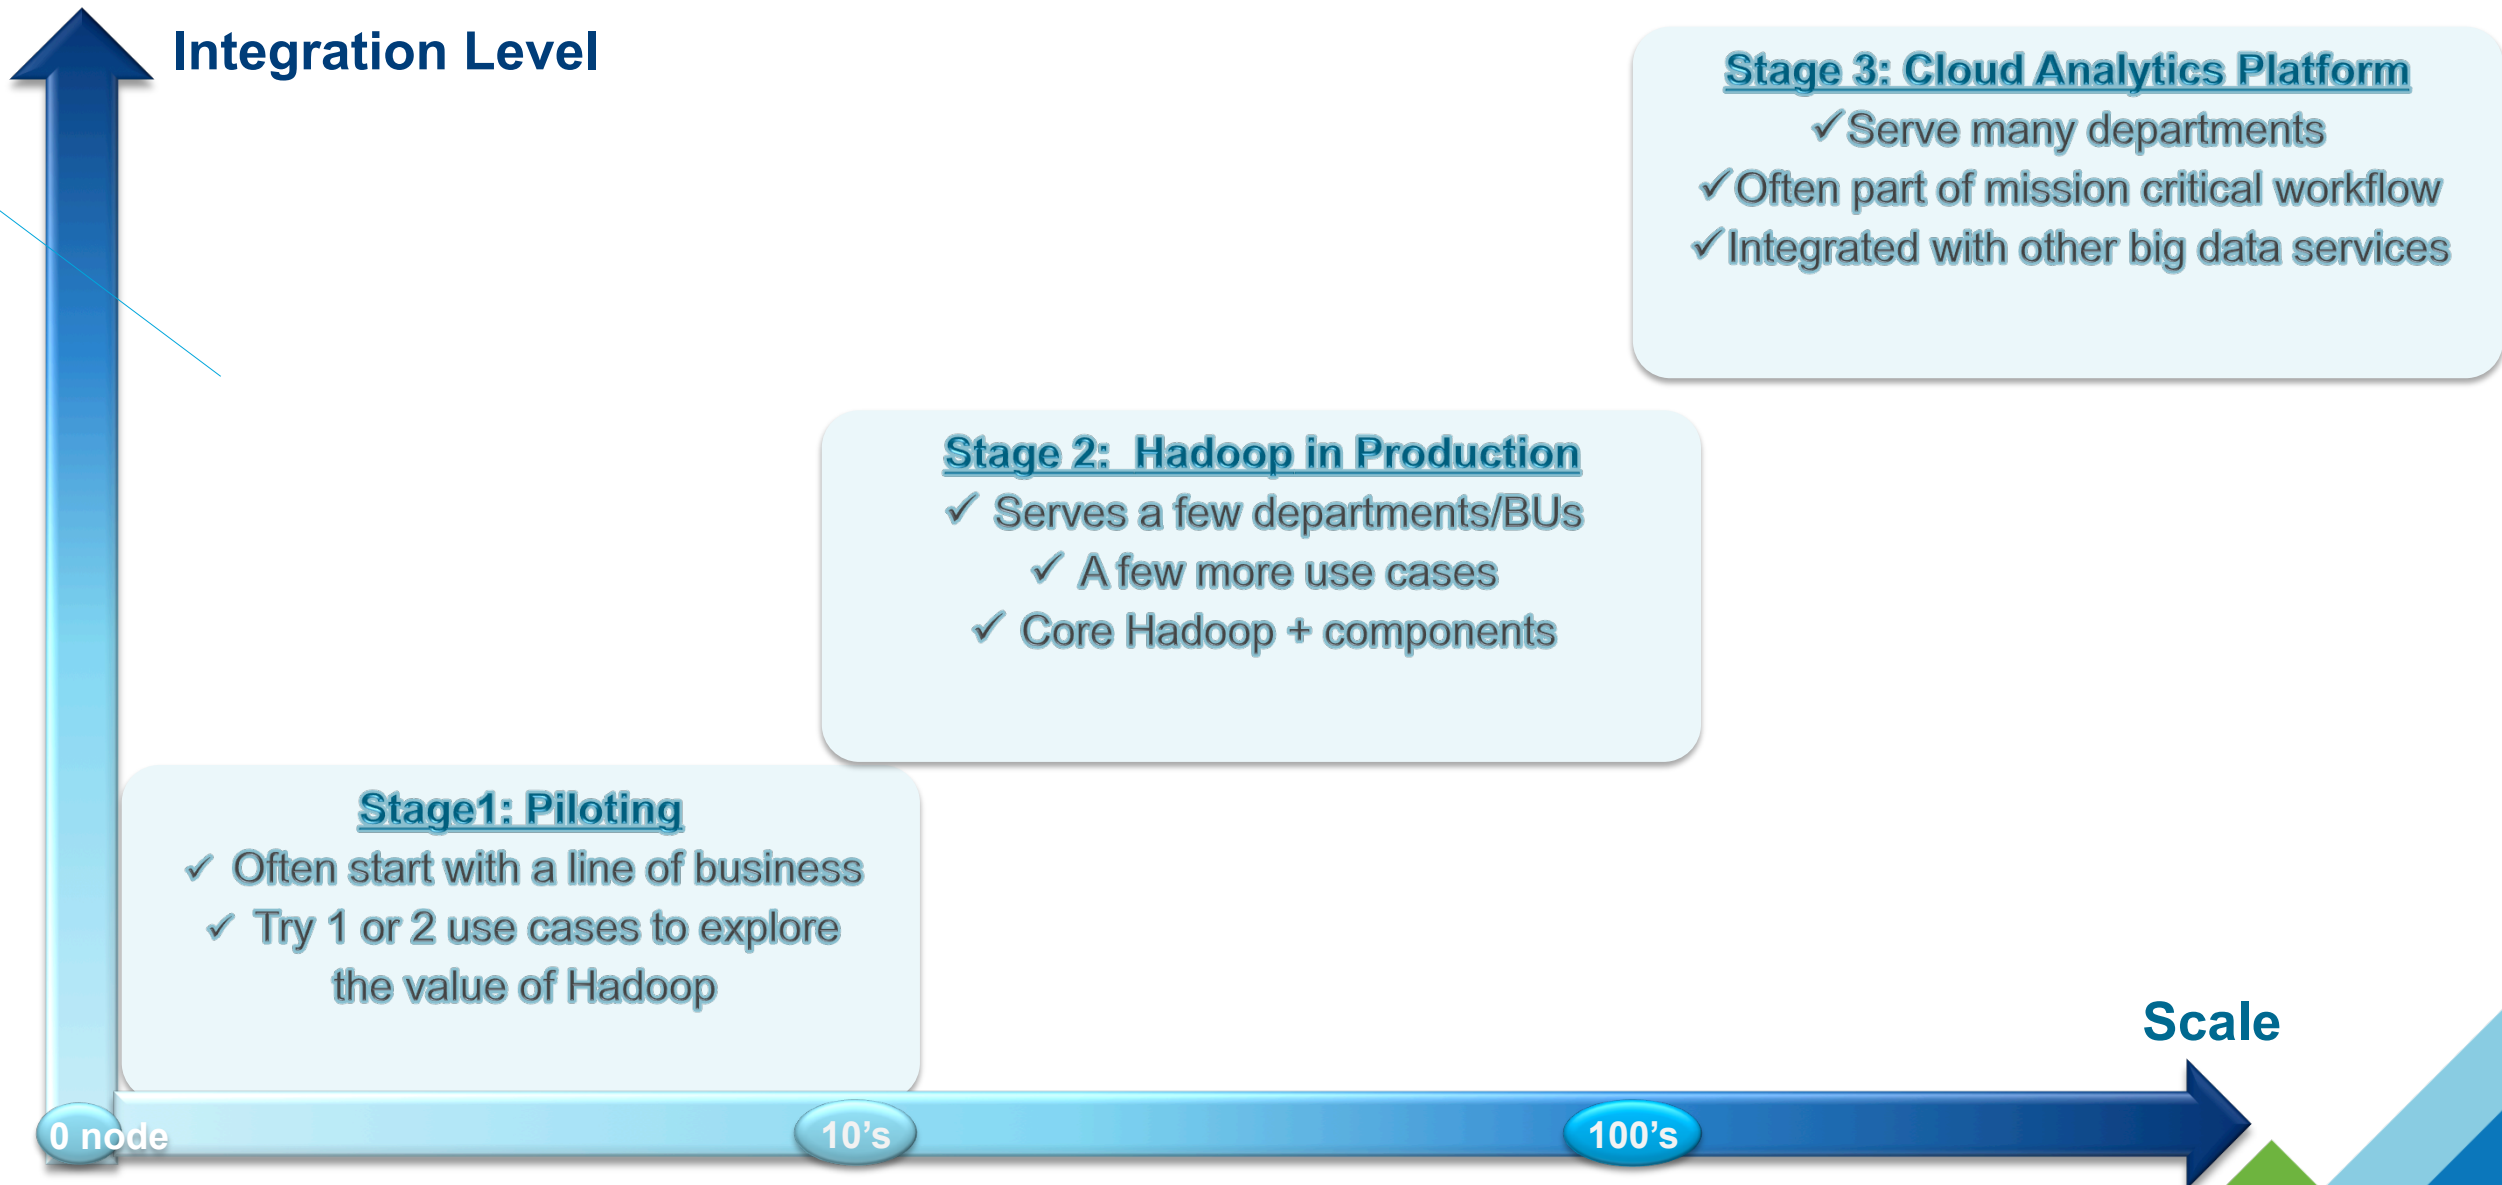 Integration Level
Stage 3: Cloud Analytics Platform
✓Serve many departments
✓Often part of mission critical workflow
✓Integrated with other big data services
Stage 2:  Hadoop in Production
✓ Serves a few departments/BUs
✓ A few more use cases
✓ Core Hadoop + components
Stage1: Piloting
✓ Often start with a line of business
✓ Try 1 or 2 use cases to explore
the value of Hadoop
Scale
0 node
10’s
100’s